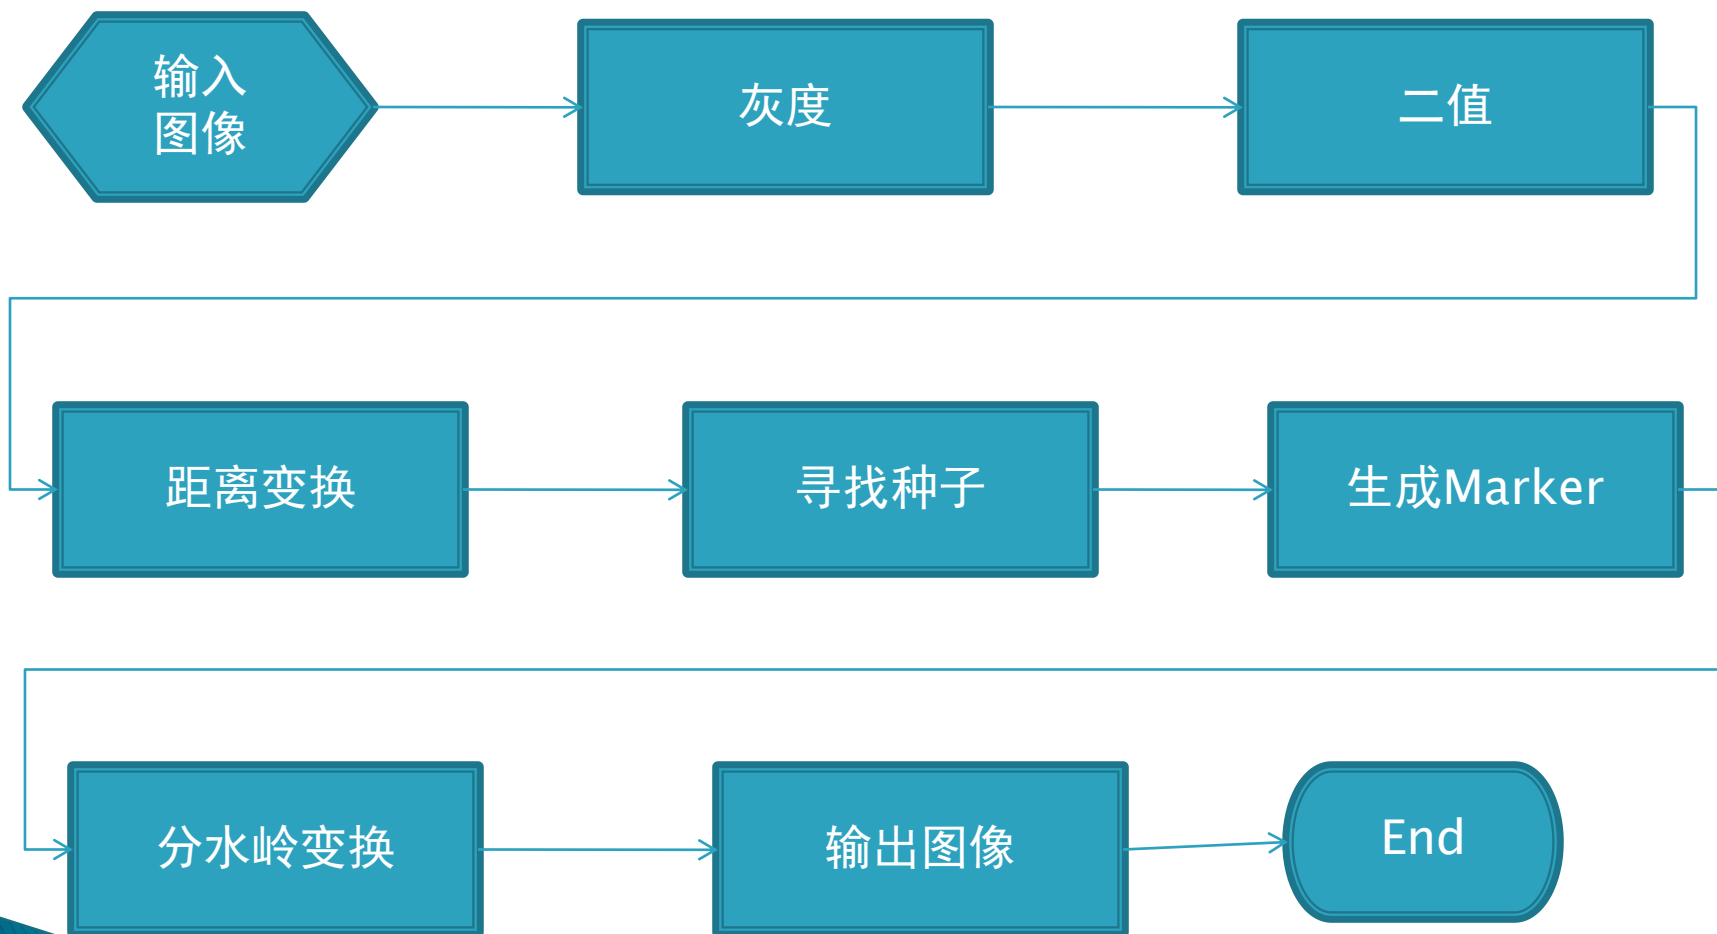 输入
图像
灰度
二值
距离变换
寻找种子
生成Marker
分水岭变换
输出图像
End